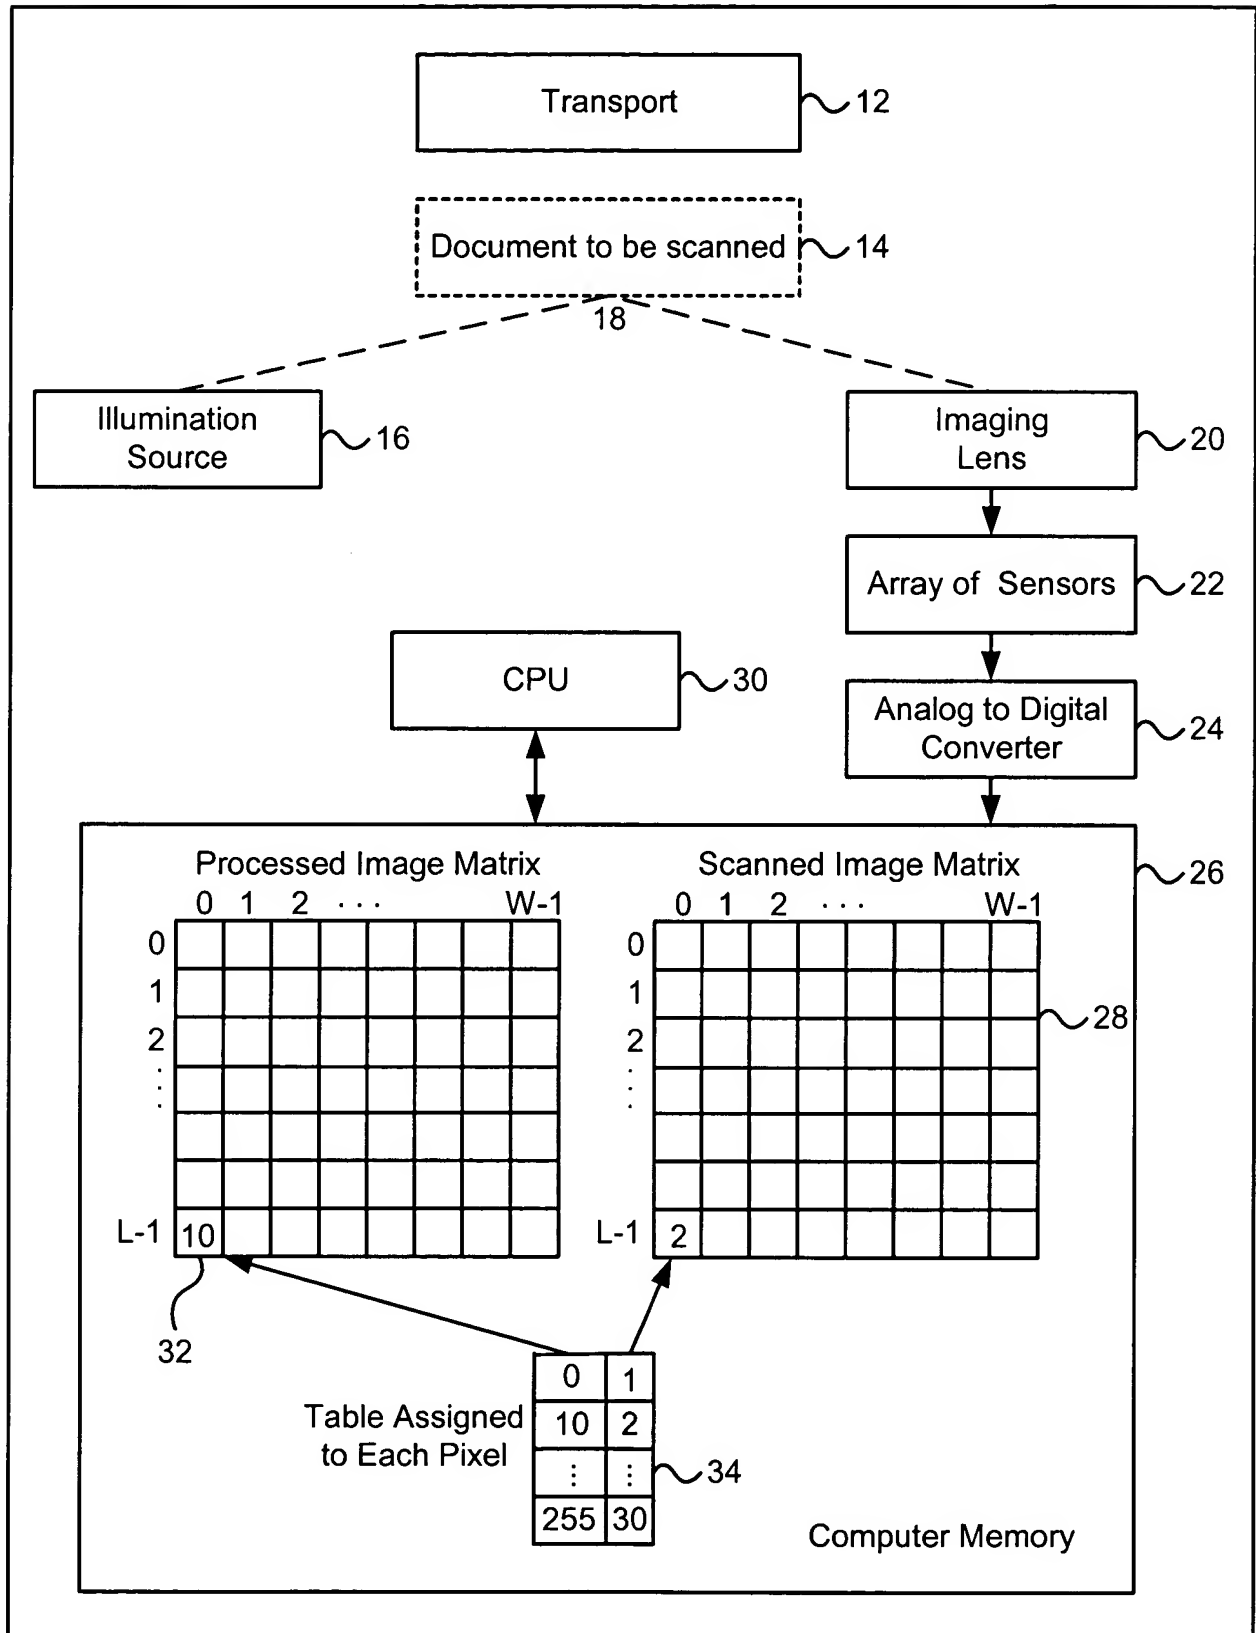 Transport
12
Document to be scanned
14
18
Illumination
Source
16
Imaging
Lens
20
Array of Sensors
22
CPU
30
Analog to Digital
Converter
24
26
Processed Image Matrix
0 1 2 · · · W-1
0
1
2
⋮
L-1 10
32
Scanned Image Matrix
0 1 2 · · · W-1
0
1
2
⋮
L-1 2
28
Table Assigned
to Each Pixel
0 1
10 2
⋮ ⋮
255 30
34
Computer Memory